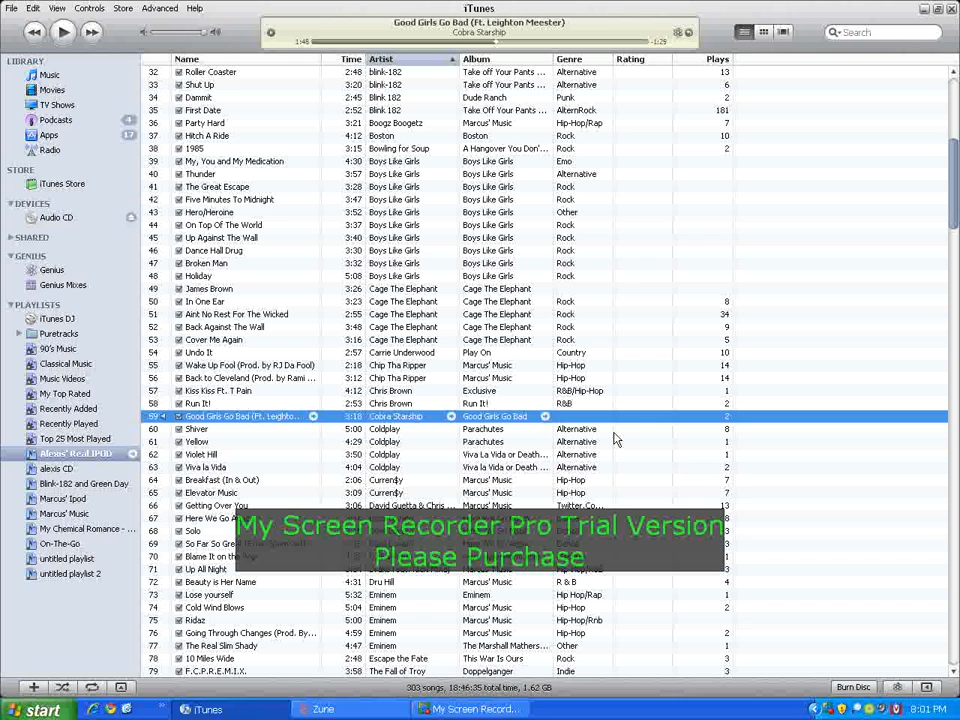 File Edit View Controls Store Advanced Help iTunes
Good Girls Go Bad (Ft. Leighton Meester)
Cobra Starship
1:48 -1:29
Search
LIBRARY
Music
Movies
TV Shows
Podcasts 4
Apps 17
Radio
STORE
iTunes Store
DEVICES
Audio CD
SHARED
GENIUS
Genius
Genius Mixes
PLAYLISTS
iTunes DJ
Puretracks
90's Music
Classical Music
Music Videos
My Top Rated
Recently Added
Recently Played
Top 25 Most Played
Alexis' Real IPOD
alexis CD
Blink-182 and Green Day
Marcus' Ipod
Marcus' Music
My Chemical Romance - ...
On-The-Go
untitled playlist
untitled playlist 2
Name Time Artist Album Genre Rating Plays
32 Roller Coaster 2:48 blink-182 Take off Your Pants ... Alternative 13
33 Shut Up 3:20 blink-182 Take off Your Pants ... Alternative 6
34 Dammit 2:46 Blink 182 Dude Ranch Punk 2
35 First Date 2:52 Blink 182 Take Off Your Pants ... AlternRock 181
36 Party Hard 3:21 Boogz Boogetz Marcus' Music Hip-Hop/Rap 7
37 Hitch A Ride 4:12 Boston Boston Rock 10
38 1985 3:15 Bowling for Soup A Hangover You Don'... Rock 2
39 My, You and My Medication 4:30 Boys Like Girls Boys Like Girls Emo
40 Thunder 3:57 Boys Like Girls Boys Like Girls Alternative
41 The Great Escape 3:28 Boys Like Girls Boys Like Girls Rock
42 Five Minutes To Midnight 3:47 Boys Like Girls Boys Like Girls Rock
43 Hero/Heroine 3:52 Boys Like Girls Boys Like Girls Other
44 On Top Of The World 3:37 Boys Like Girls Boys Like Girls Rock
45 Up Against The Wall 3:40 Boys Like Girls Boys Like Girls Rock
46 Dance Hall Drug 3:30 Boys Like Girls Boys Like Girls Rock
47 Broken Man 3:32 Boys Like Girls Boys Like Girls Rock
48 Holiday 5:08 Boys Like Girls Boys Like Girls Rock
49 James Brown 3:26 Cage The Elephant Cage The Elephant
50 In One Ear 3:23 Cage The Elephant Cage The Elephant Rock 8
51 Aint No Rest For The Wicked 2:55 Cage The Elephant Cage The Elephant Rock 34
52 Back Against The Wall 3:48 Cage The Elephant Cage The Elephant Rock 9
53 Cover Me Again 3:16 Cage The Elephant Cage The Elephant Rock 5
54 Undo It 2:57 Carrie Underwood Play On Country 10
55 Wake Up Fool (Prod. by RJ Da Fool) 2:18 Chip Tha Ripper Marcus' Music Hip-Hop 14
56 Back to Cleveland (Prod. by Rami ... 3:27 Chip Tha Ripper Marcus' Music Hip-Hop 14
57 Kiss Kiss Ft. T Pain 4:11 Chris Brown Exclusive R&B/Hip-Hop 1
58 Run It! 3:53 Chris Brown Run It! R&B 2
59 Good Girls Go Bad (Ft. Leighto... 3:18 Cobra Starship Good Girls Go Bad 2
60 Shiver 5:00 Coldplay Parachutes Alternative 8
61 Yellow 4:29 Coldplay Parachutes Alternative 1
62 Violet Hill 3:50 Coldplay Viva La Vida or Death... Alternative 1
63 Viva la Vida 4:04 Coldplay Viva La Vida or Death... Alternative 2
64 Breakfast (In & Out) 3:38 Curren$y Marcus' Music Hip-Hop 7
65 Elevator Music 3:09 Curren$y Marcus' Music Hip-Hop 7
66 Getting Over You 3:06 David Guetta & Chris ... Marcus' Music Twitter.Co...
67 Here We Go A 8
68 Solo
69 So Far So Grea 3
70 Blame It on the
71 Up All Night 3
My Screen Recorder Pro Trial Version
Please Purchase
72 Beauty is Her Name 4:31 Dru Hill Marcus' Music R & B 4
73 Lose yourself 5:32 Eminem Eminem Hip Hop/Rap 1
74 Cold Wind Blows 5:04 Eminem Marcus' Music Hip-Hop 2
75 Ridaz 5:00 Eminem Marcus' Music Hip-Hop/Rnb
76 Going Through Changes (Prod. By... 4:59 Eminem Marcus' Music Hip-Hop 2
77 The Real Slim Shady 4:47 Eminem The Marshall Mathers... Hip-Hop 1
78 10 Miles Wide 2:48 Escape the Fate This War Is Ours Rock 3
79 F.C.P.R.E.M.I.X. 3:58 The Fall of Troy Doppelganger Indie 3
303 songs, 18:46:35 total time, 1.62 GB
Burn Disc
start iTunes Zune My Screen Record... 8:01 PM